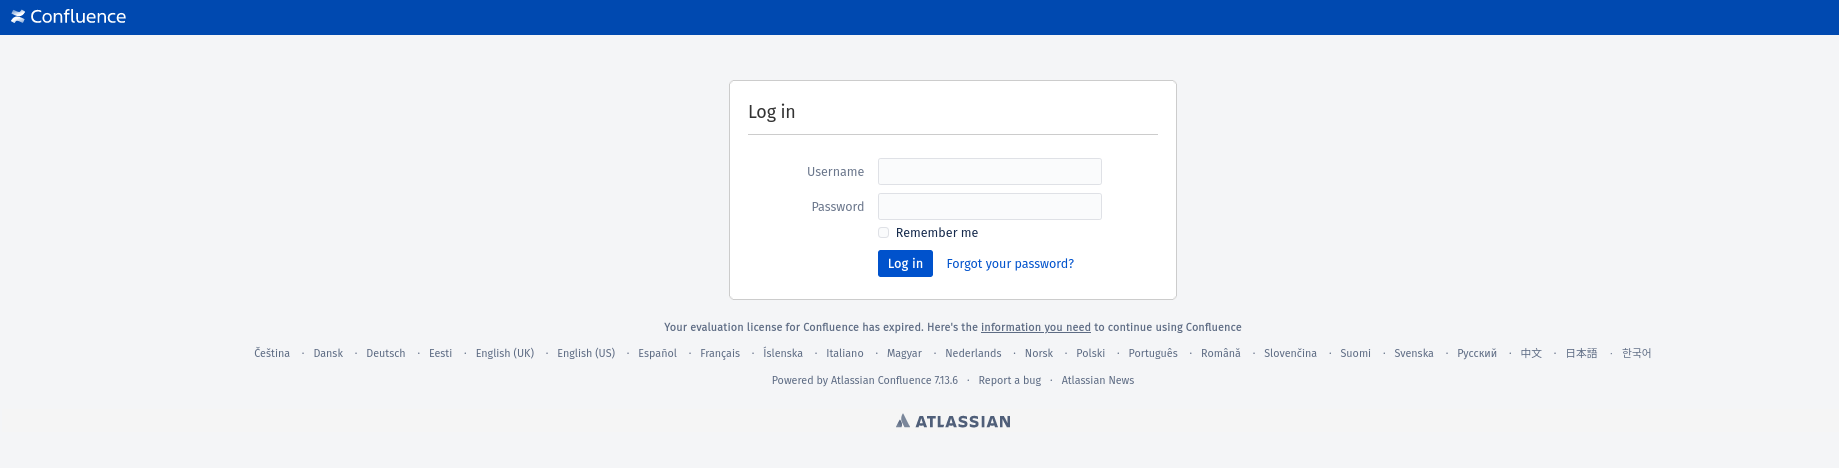 Confluence
Log in
Username
Password
Remember me
Log in Forgot your password?
Your evaluation license for Confluence has expired. Here's the information you need to continue using Confluence
Čeština · Dansk · Deutsch · Eesti · English (UK) · English (US) · Español · Français · Íslenska · Italiano · Magyar · Nederlands · Norsk · Polski · Português · Română · Slovenčina · Suomi · Svenska · Русский · 中文 · 日本語 · 한국어
Powered by Atlassian Confluence 7.13.6 · Report a bug · Atlassian News
ATLASSIAN